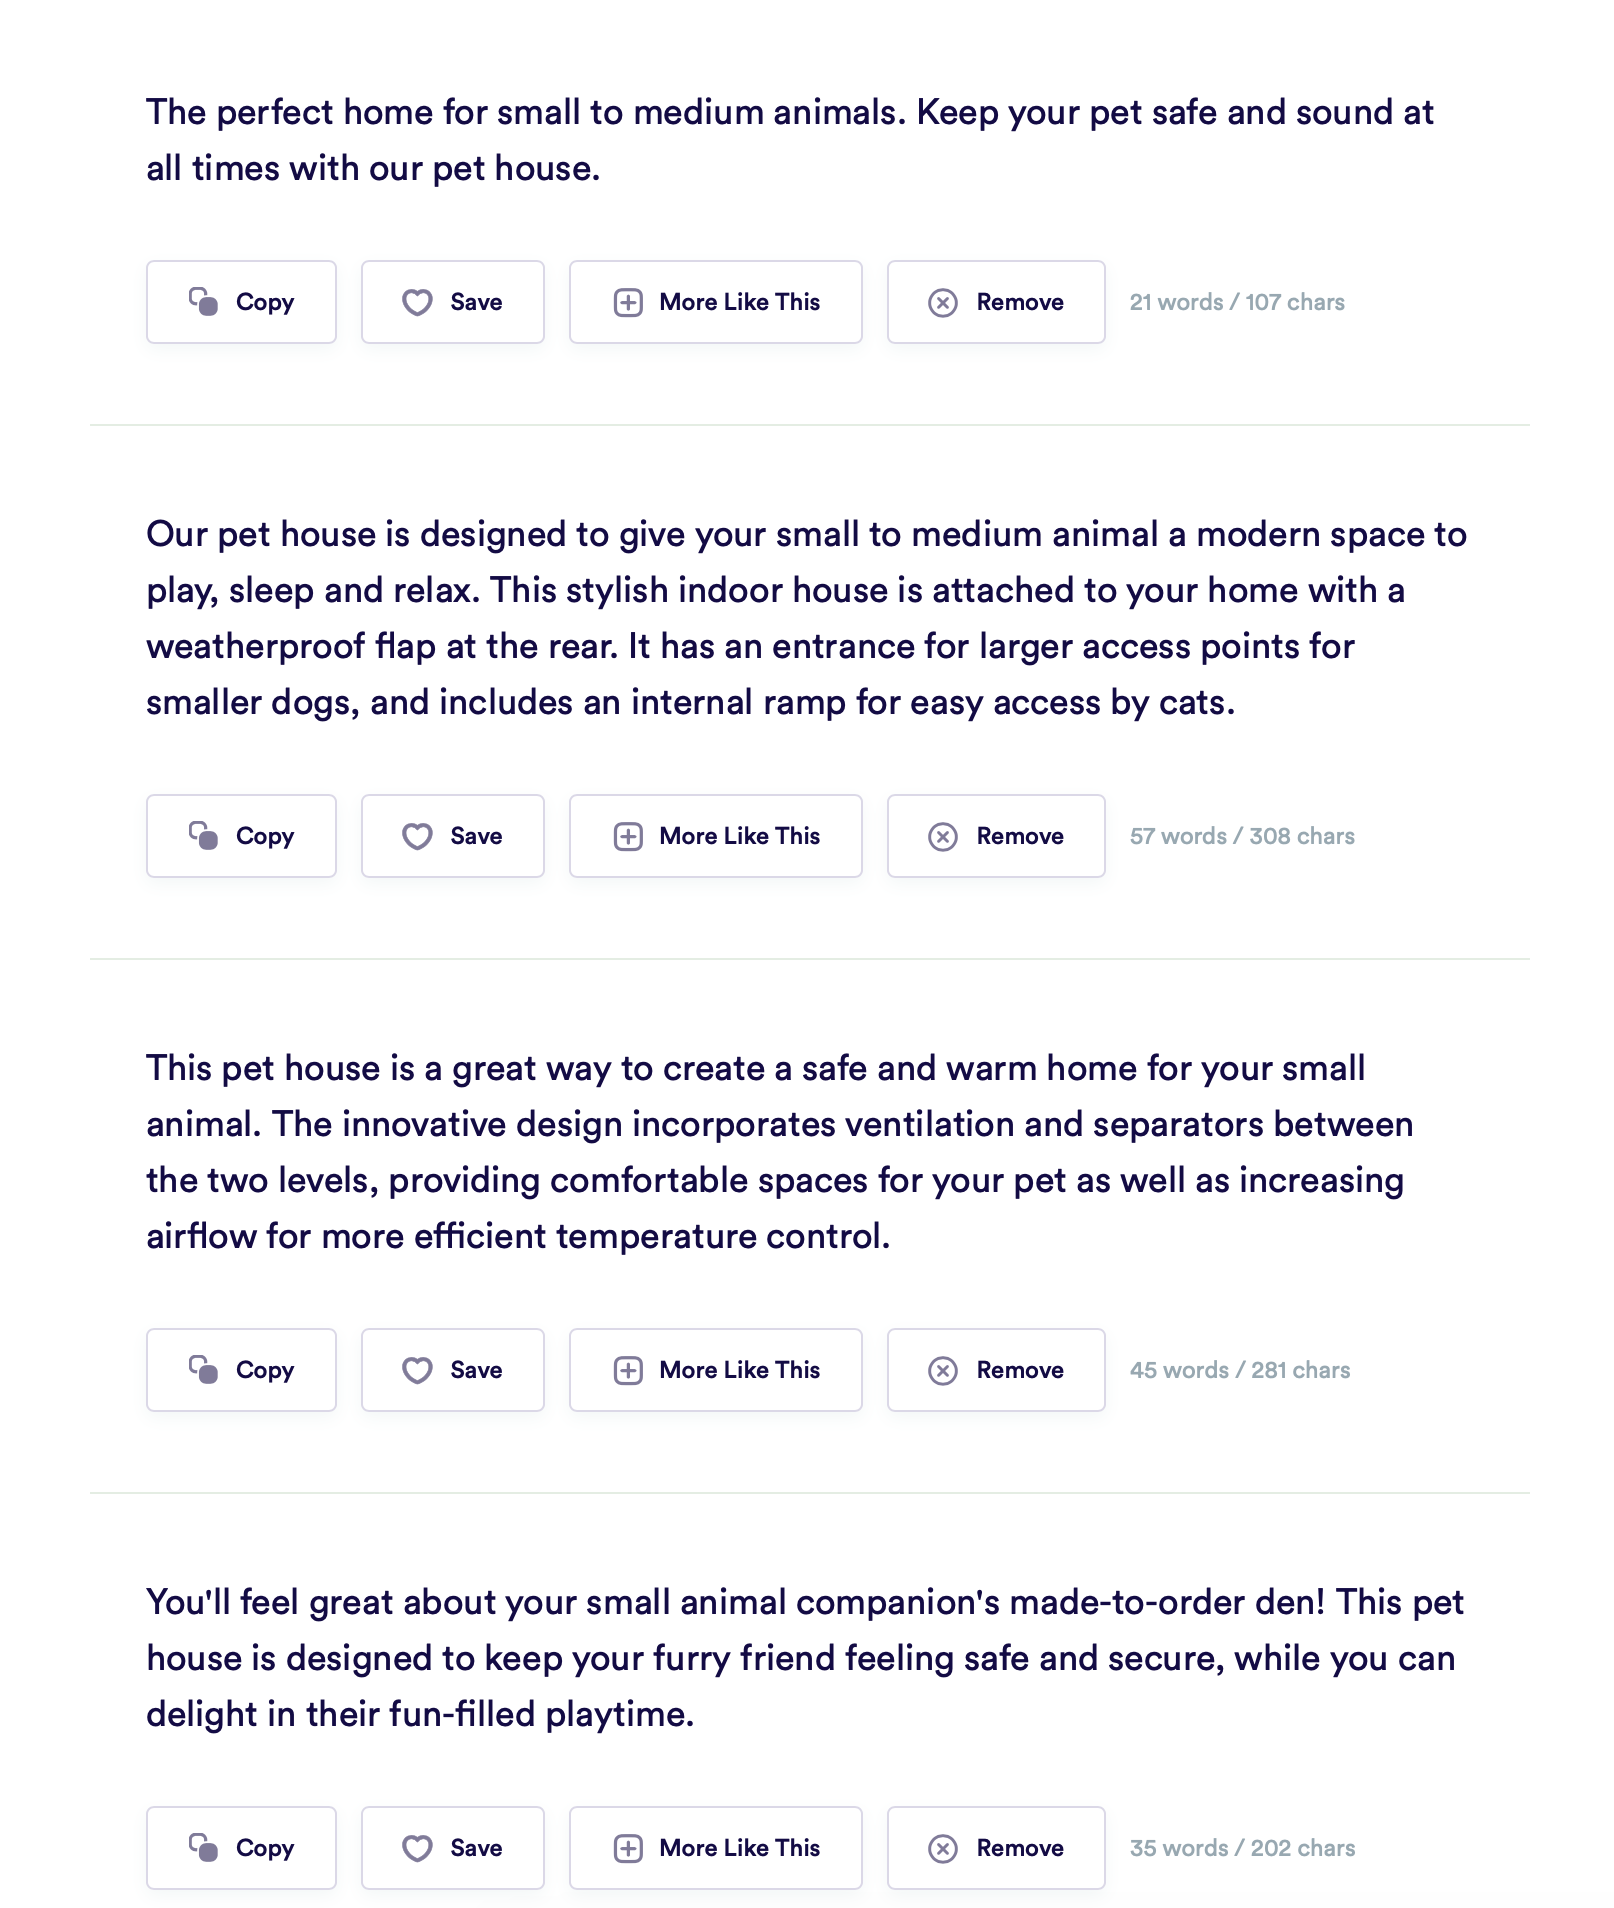 The perfect home for small to medium animals. Keep your pet safe and sound at
all times with our pet house.
Copy Save More Like This Remove 21 words / 107 chars
Our pet house is designed to give your small to medium animal a modern space to
play, sleep and relax. This stylish indoor house is attached to your home with a
weatherproof flap at the rear. It has an entrance for larger access points for
smaller dogs, and includes an internal ramp for easy access by cats.
Copy Save More Like This Remove 57 words / 308 chars
This pet house is a great way to create a safe and warm home for your small
animal. The innovative design incorporates ventilation and separators between
the two levels, providing comfortable spaces for your pet as well as increasing
airflow for more efficient temperature control.
Copy Save More Like This Remove 45 words / 281 chars
You'll feel great about your small animal companion's made-to-order den! This pet
house is designed to keep your furry friend feeling safe and secure, while you can
delight in their fun-filled playtime.
Copy Save More Like This Remove 35 words / 202 chars